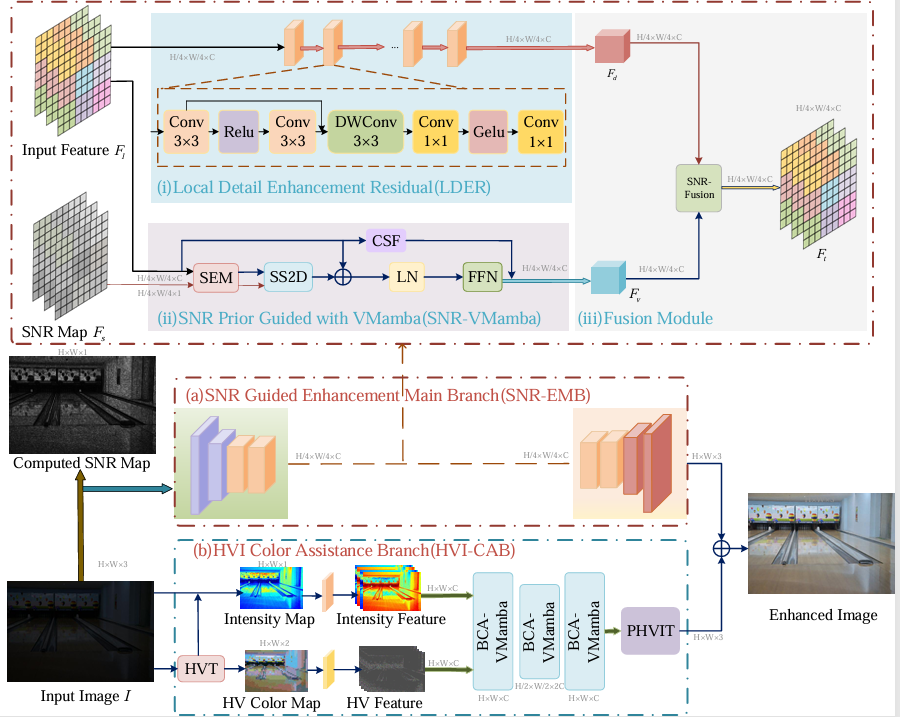 H/4×W/4×C
H/4×W/4×C
H/4×W/4×C
...
F_d
H/4×W/4×C
Input Feature F_i
Conv
3×3
Relu
Conv
3×3
DWConv
3×3
Conv
1×1
Gelu
Conv
1×1
(i)Local Detail Enhancement Residual(LDER)
SNR-
Fusion
H/4×W/4×C
F_t
CSF
H/4×W/4×C
H/4×W/4×1
SEM
SS2D
LN
FFN
H/4×W/4×C
F_v
H/4×W/4×C
SNR Map F_s
(ii)SNR Prior Guided with VMamba(SNR-VMamba)
(iii)Fusion Module
H×W×1
Computed SNR Map
(a)SNR Guided Enhancement Main Branch(SNR-EMB)
H/4×W/4×C
H/4×W/4×C
H×W×3
H×W×3
(b)HVI Color Assistance Branch(HVI-CAB)
H×W×1
Intensity Map
Intensity Feature
H×W×C
HVT
H×W×2
HV Color Map
HV Feature
H×W×C
BCA-
VMamba
H×W×C
BCA-
VMamba
H/2×W/2×2C
BCA-
VMamba
H×W×C
PHVIT
H×W×3
Input Image I
Enhanced Image